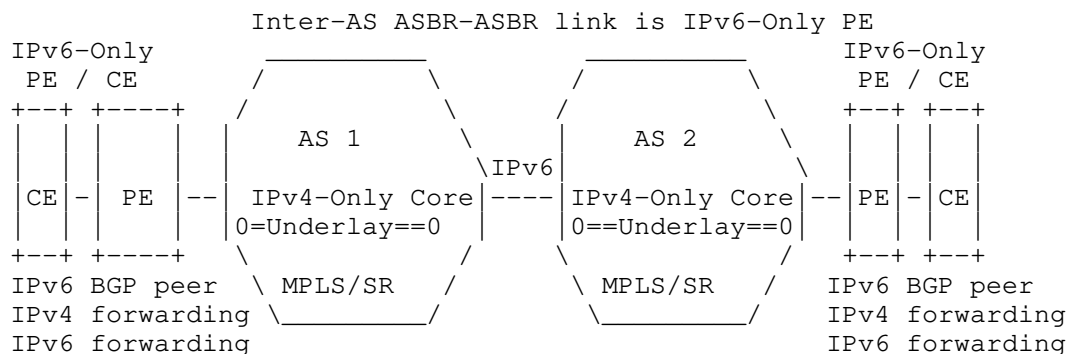 Inter-AS ASBR-ASBR link is IPv6-Only PE
IPv6-Only IPv6-Only
PE / CE PE / CE
AS 1 AS 2
IPv6
CE PE IPv4-Only Core IPv4-Only Core PE CE
0=Underlay==0 0==Underlay==0
MPLS/SR MPLS/SR
IPv6 BGP peer IPv6 BGP peer
IPv4 forwarding IPv4 forwarding
IPv6 forwarding IPv6 forwarding